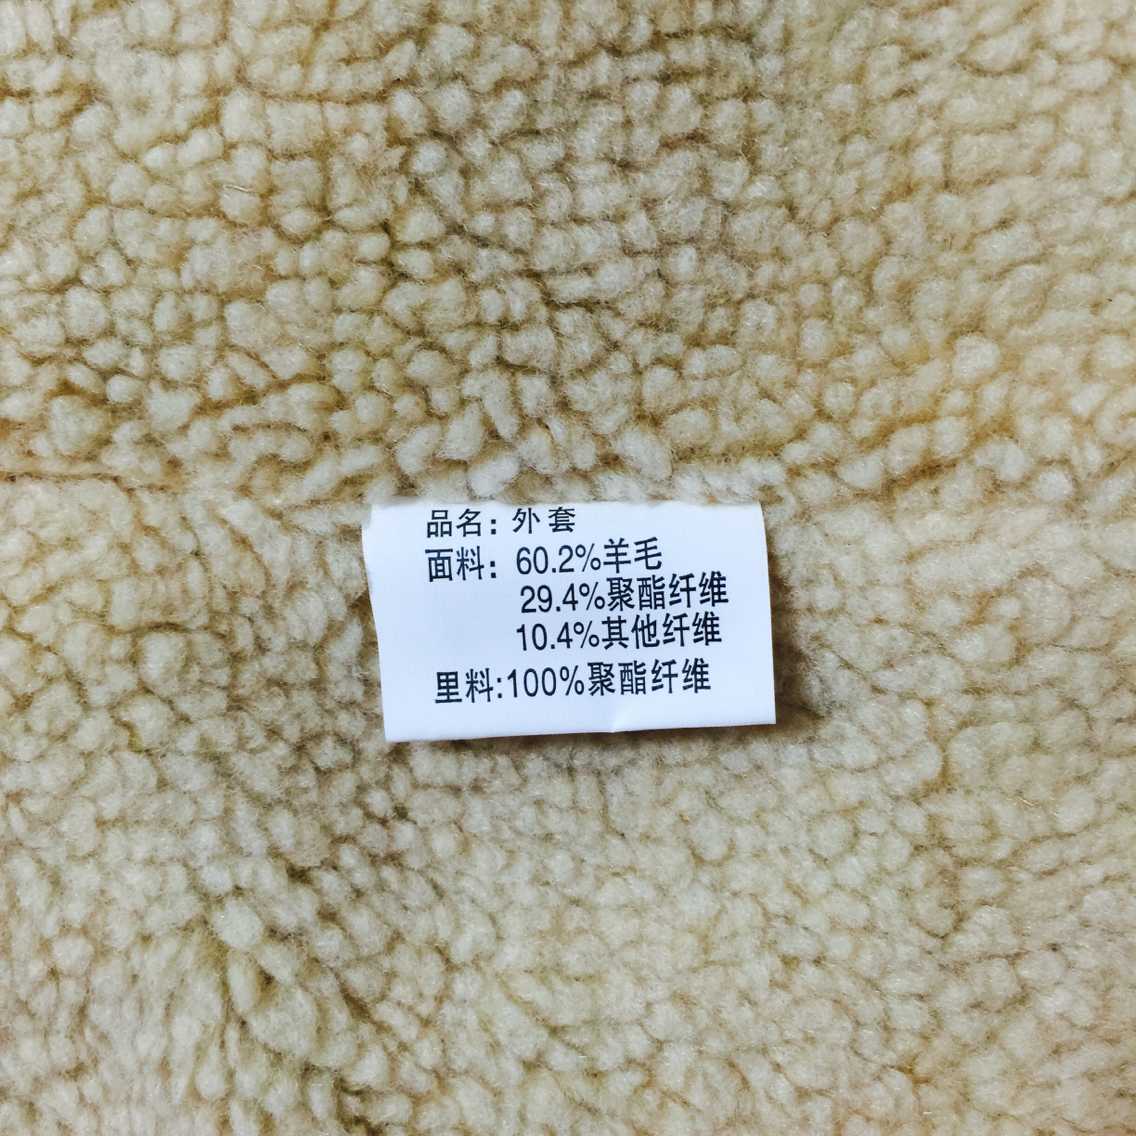 品名：外套
面料：60.2%羊毛
29.4%聚酯纤维
10.4%其他纤维
里料:100%聚酯纤维